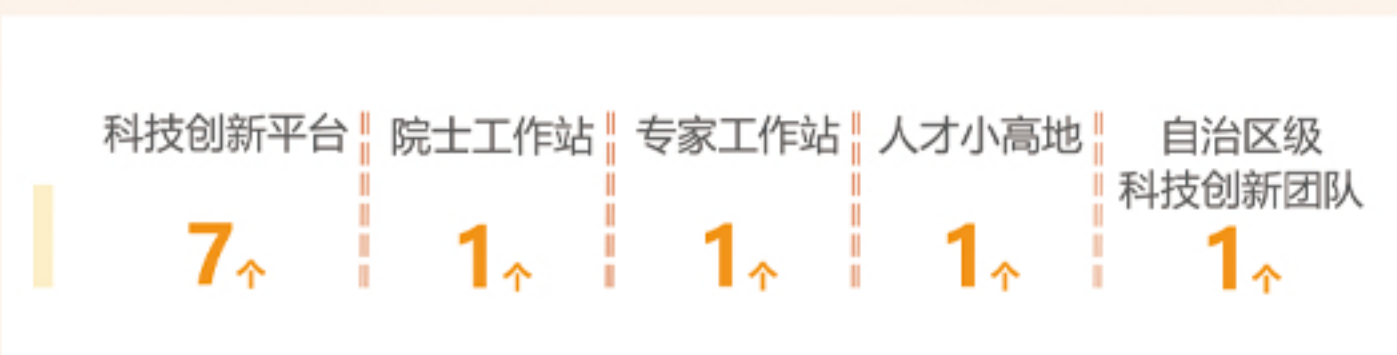 科技创新平台
7个
院士工作站
1个
专家工作站
1个
人才小高地
1个
自治区级
科技创新团队
1个